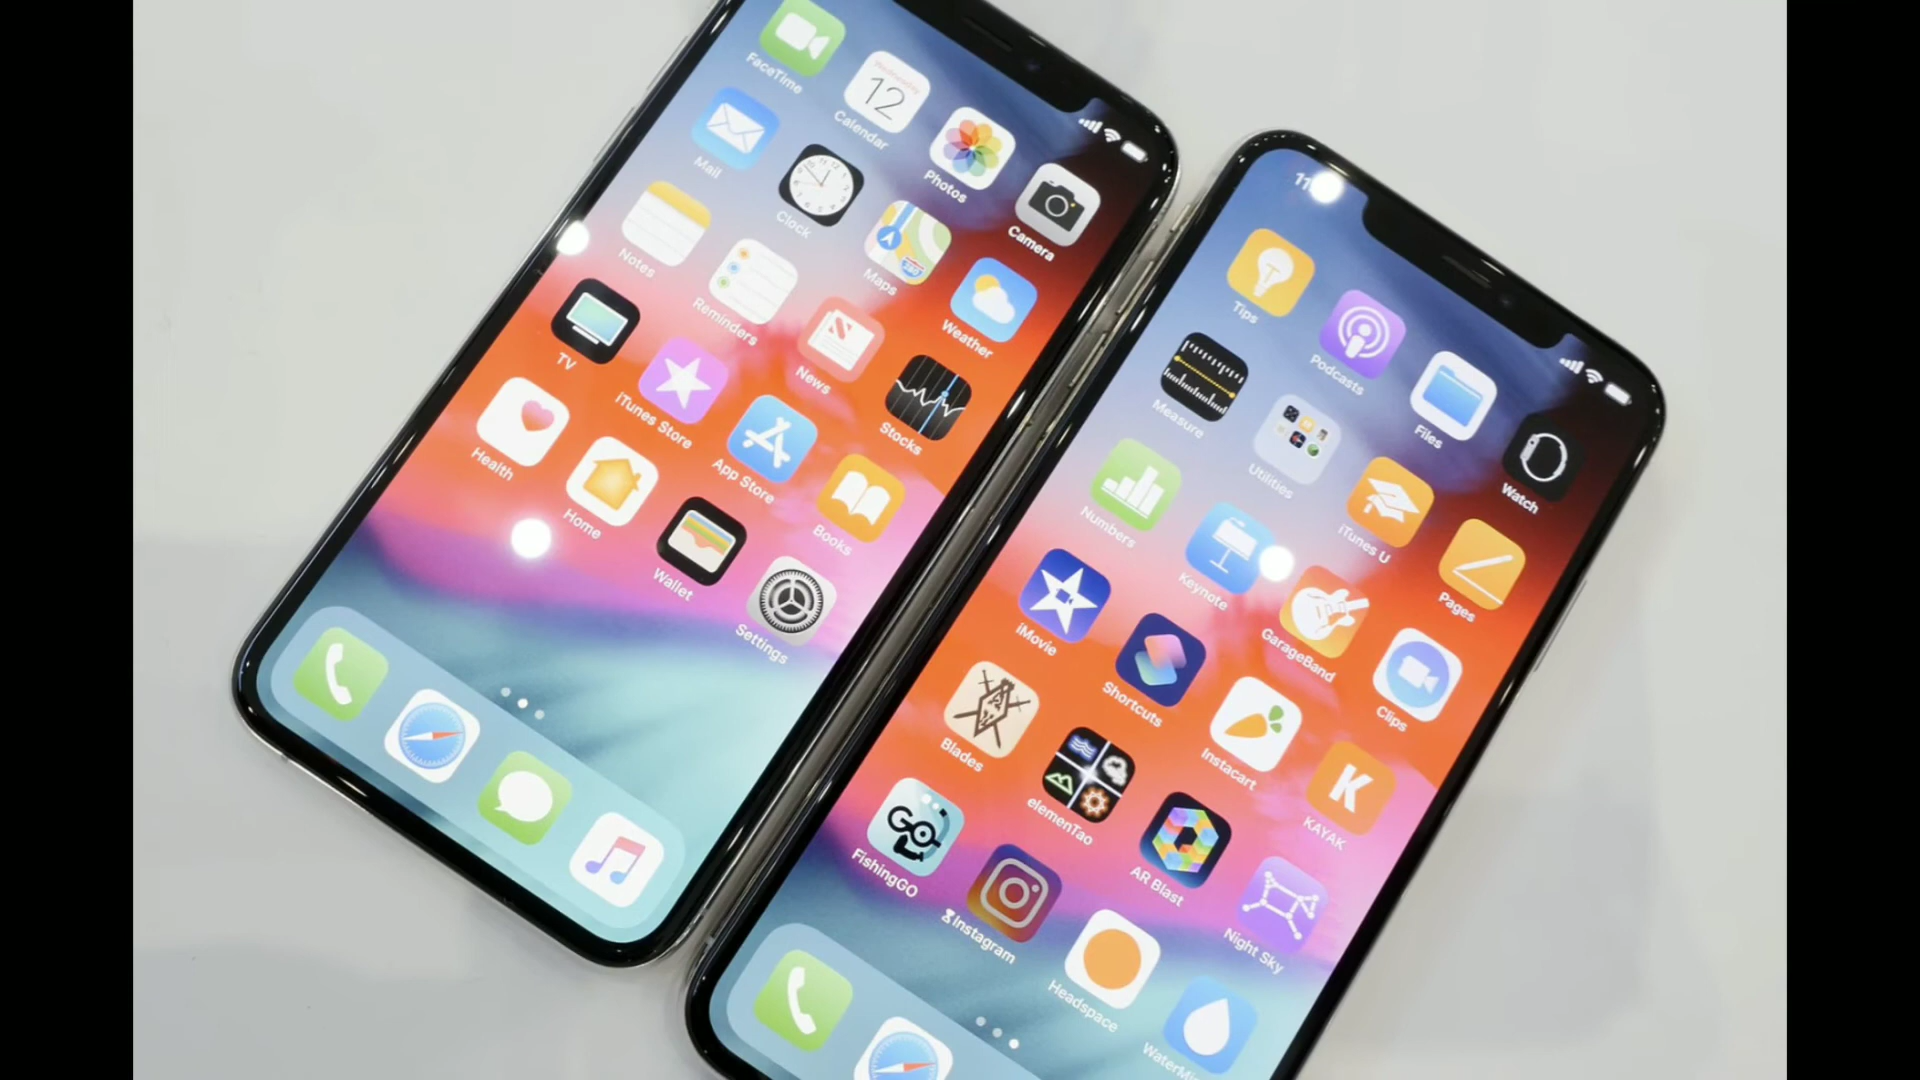 FaceTime
Wednesday
12
Calendar
Photos
Camera
Mail
Clock
Maps
Weather
Notes
Reminders
News
Stocks
TV
iTunes Store
App Store
Books
Health
Home
Wallet
Settings
Tips
Podcasts
Files
Watch
Measure
Utilities
iTunes U
Pages
Numbers
Keynote
GarageBand
Clips
iMovie
Shortcuts
Instacart
K
KAYAK
Blades
elemenTao
AR Blast
Night Sky
GO
FishingGO
Instagram
Headspace